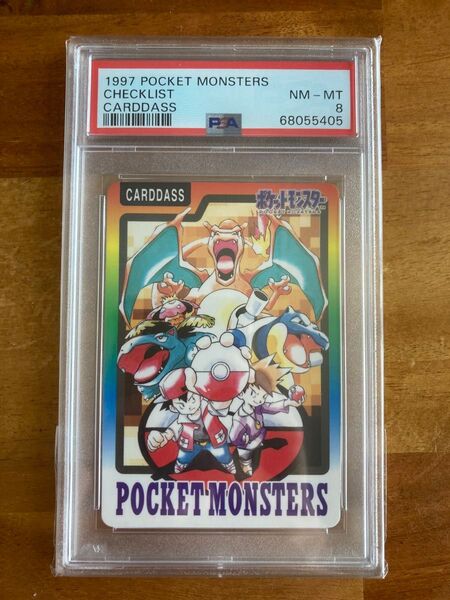 1997 POCKET MONSTERS
CHECKLIST NM-MT
CARDDASS 8
PSA 68055405
CARDDASS
ポケットモンスター
POCKET MONSTERS